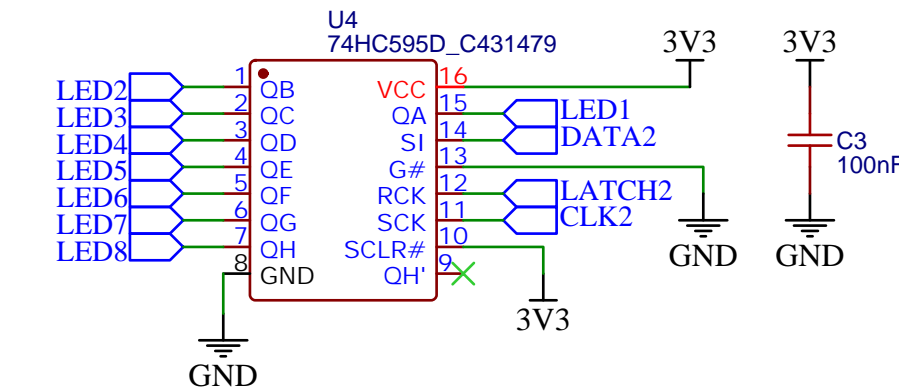 U4
74HC595D_C431479
3V3
3V3
1
QB
LED2
2
QC
LED3
3
QD
LED4
4
QE
LED5
5
QF
LED6
6
QG
LED7
7
QH
LED8
8
GND
GND
VCC
16
QA
15
LED1
SI
14
DATA2
G#
13
GND
RCK
12
LATCH2
SCK
11
CLK2
SCLR#
10
3V3
QH'
9
C3
100nF
GND